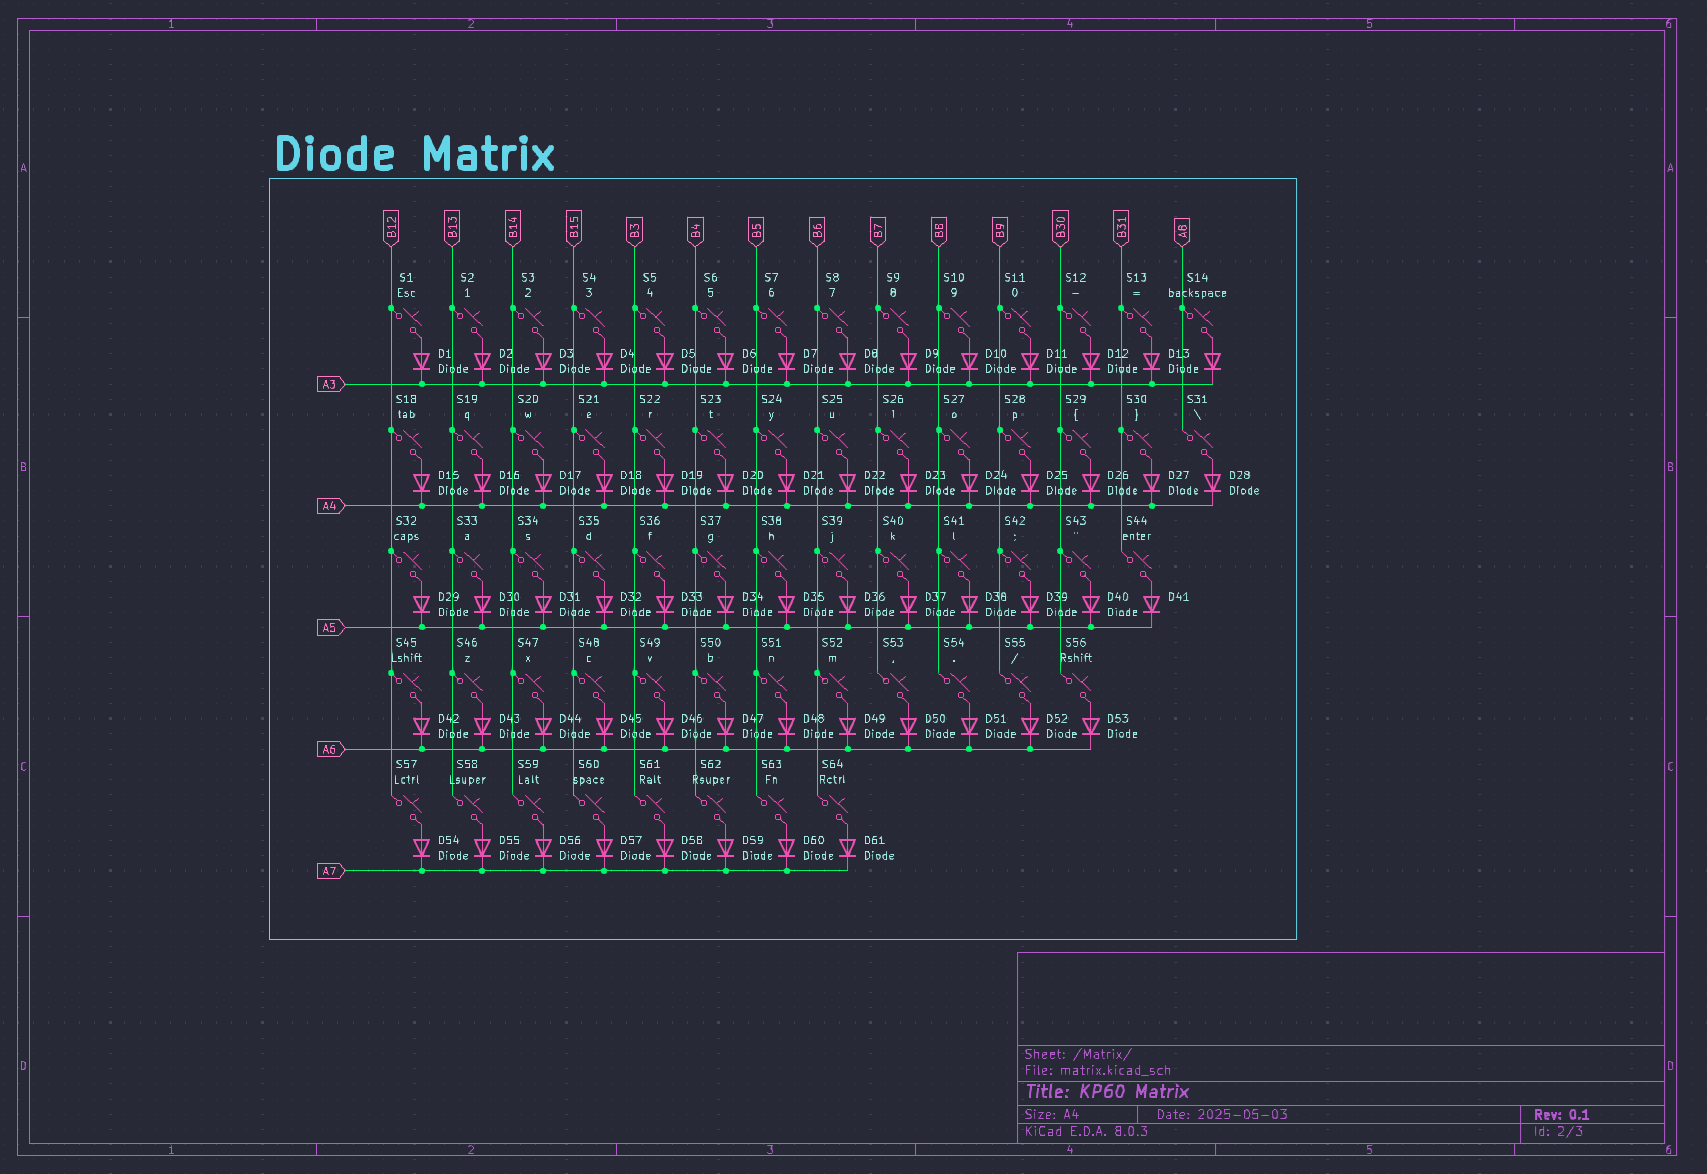 1 2 3 4 5 6
A A
Diode Matrix
B12 B13 B14 B15 B3 B4 B5 B6 B7 B8 B9 B30 B31 A8
S1 S2 S3 S4 S5 S6 S7 S8 S9 S10 S11 S12 S13 S14
Esc 1 2 3 4 5 6 7 8 9 0 - = backspace
D1 D2 D3 D4 D5 D6 D7 D8 D9 D10 D11 D12 D13
Diode Diode Diode Diode Diode Diode Diode Diode Diode Diode Diode Diode Diode
A3
S18 S19 S20 S21 S22 S23 S24 S25 S26 S27 S28 S29 S30 S31
tab q w e r t y u i o p { } \
B B
D15 D16 D17 D18 D19 D20 D21 D22 D23 D24 D25 D26 D27 D28
Diode Diode Diode Diode Diode Diode Diode Diode Diode Diode Diode Diode Diode Diode
A4
S32 S33 S34 S35 S36 S37 S38 S39 S40 S41 S42 S43 S44
caps a s d f g h j k l ; " enter
D29 D30 D31 D32 D33 D34 D35 D36 D37 D38 D39 D40 D41
Diode Diode Diode Diode Diode Diode Diode Diode Diode Diode Diode Diode
A5
S45 S46 S47 S48 S49 S50 S51 S52 S53 S54 S55 S56
Lshift z x c v b n m , . / Rshift
D42 D43 D44 D45 D46 D47 D48 D49 D50 D51 D52 D53
Diode Diode Diode Diode Diode Diode Diode Diode Diode Diode Diode Diode
A6
S57 S58 S59 S60 S61 S62 S63 S64
C C
Lctrl Lsuper Lalt space Ralt Rsuper Fn Rctrl
D54 D55 D56 D57 D58 D59 D60 D61
Diode Diode Diode Diode Diode Diode Diode Diode
A7
Sheet: /Matrix/
D D
File: matrix.kicad_sch
Title: KP60 Matrix
Size: A4 Date: 2025-05-03 Rev: 0.1
KiCad E.D.A. 8.0.3 Id: 2/3
1 2 3 4 5 6